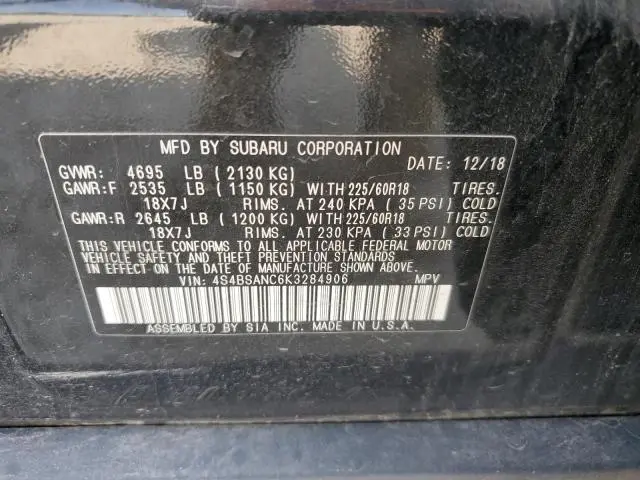 MFD BY SUBARU CORPORATION
DATE: 12/18
GVWR: 4695 LB (2130 KG)
GAWR:F 2535 LB (1150 KG) WITH 225/60R18 TIRES.
18X7J RIMS. AT 240 KPA (35 PSI) COLD
GAWR:R 2645 LB (1200 KG) WITH 225/60R18 TIRES.
18X7J RIMS. AT 230 KPA (33 PSI) COLD
THIS VEHICLE CONFORMS TO ALL APPLICABLE FEDERAL MOTOR
VEHICLE SAFETY AND THEFT PREVENTION STANDARDS
IN EFFECT ON THE DATE OF MANUFACTURE SHOWN ABOVE.
VIN: 4S4BSANC6K3284906 MPV
ASSEMBLED BY SIA INC. MADE IN U.S.A.